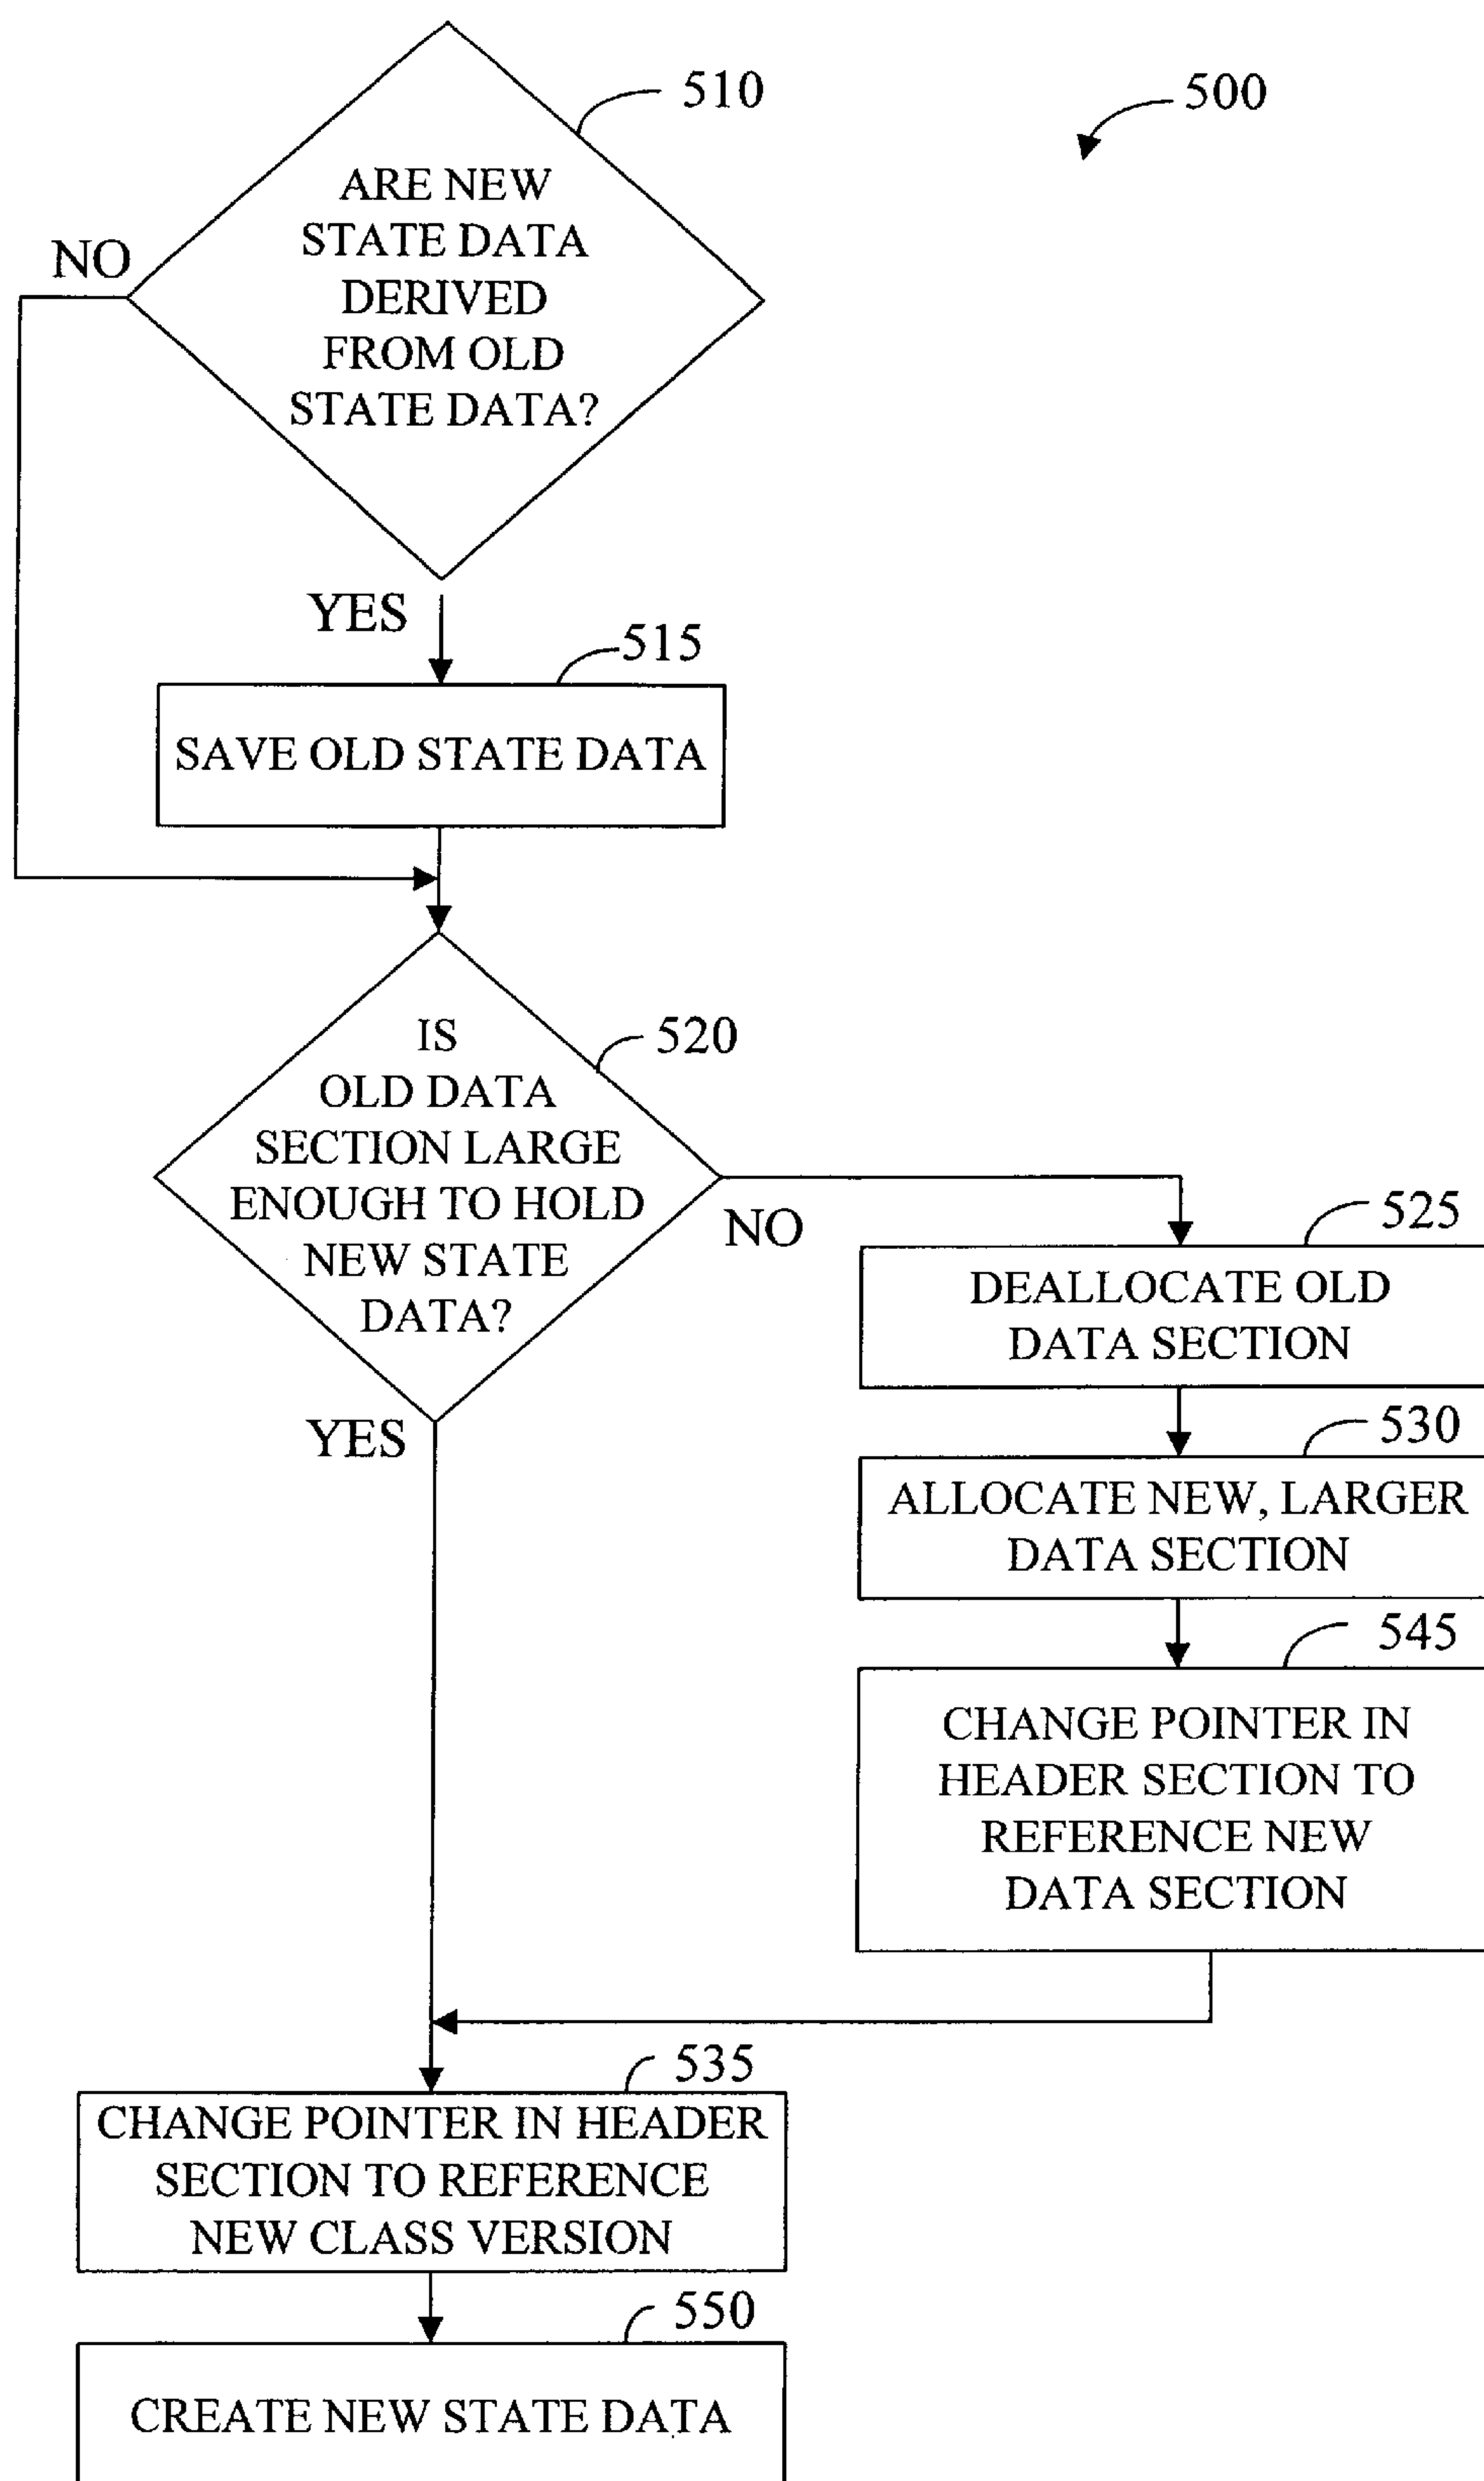 510
500
ARE NEW
STATE DATA
DERIVED
FROM OLD
STATE DATA?
NO
YES
515
SAVE OLD STATE DATA
520
IS
OLD DATA
SECTION LARGE
ENOUGH TO HOLD
NEW STATE
DATA?
NO
YES
525
DEALLOCATE OLD
DATA SECTION
530
ALLOCATE NEW, LARGER
DATA SECTION
545
CHANGE POINTER IN
HEADER SECTION TO
REFERENCE NEW
DATA SECTION
535
CHANGE POINTER IN HEADER
SECTION TO REFERENCE
NEW CLASS VERSION
550
CREATE NEW STATE DATA